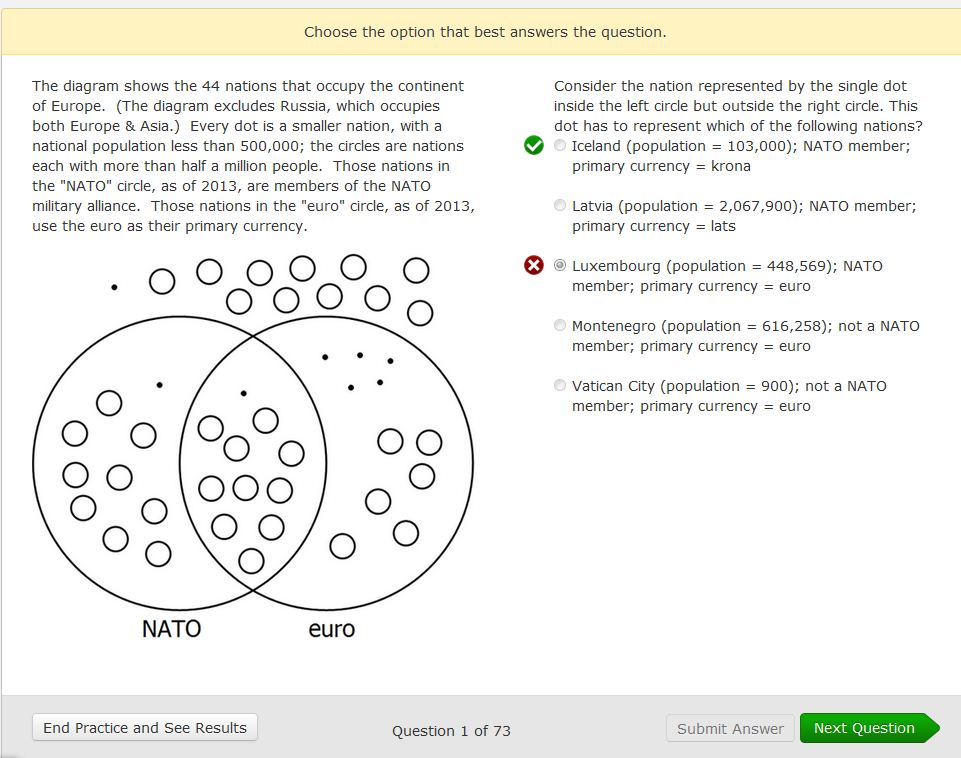 Choose the option that best answers the question.
The diagram shows the 44 nations that occupy the continent
of Europe.  (The diagram excludes Russia, which occupies
both Europe & Asia.)  Every dot is a smaller nation, with a
national population less than 500,000; the circles are nations
each with more than half a million people.  Those nations in
the "NATO" circle, as of 2013, are members of the NATO
military alliance.  Those nations in the "euro" circle, as of 2013,
use the euro as their primary currency.
NATO
euro
Consider the nation represented by the single dot
inside the left circle but outside the right circle. This
dot has to represent which of the following nations?
Iceland (population = 103,000); NATO member;
primary currency = krona
Latvia (population = 2,067,900); NATO member;
primary currency = lats
Luxembourg (population = 448,569); NATO
member; primary currency = euro
Montenegro (population = 616,258); not a NATO
member; primary currency = euro
Vatican City (population = 900); not a NATO
member; primary currency = euro
End Practice and See Results
Question 1 of 73
Submit Answer
Next Question